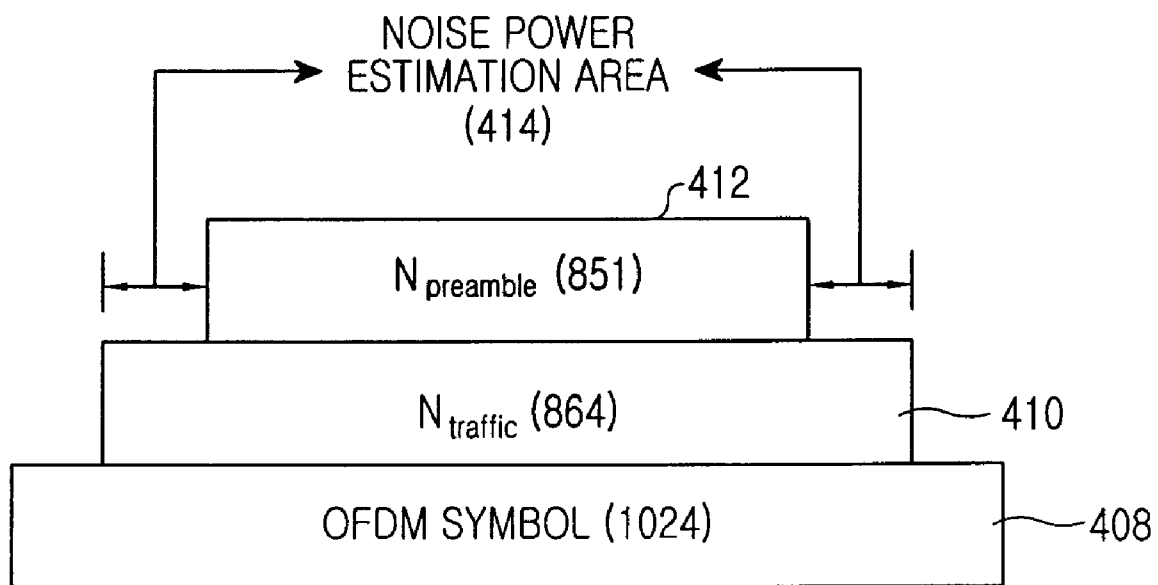 NOISE POWER
ESTIMATION AREA
(414)
412
N preamble (851)
N traffic (864)
410
OFDM SYMBOL (1024)
408